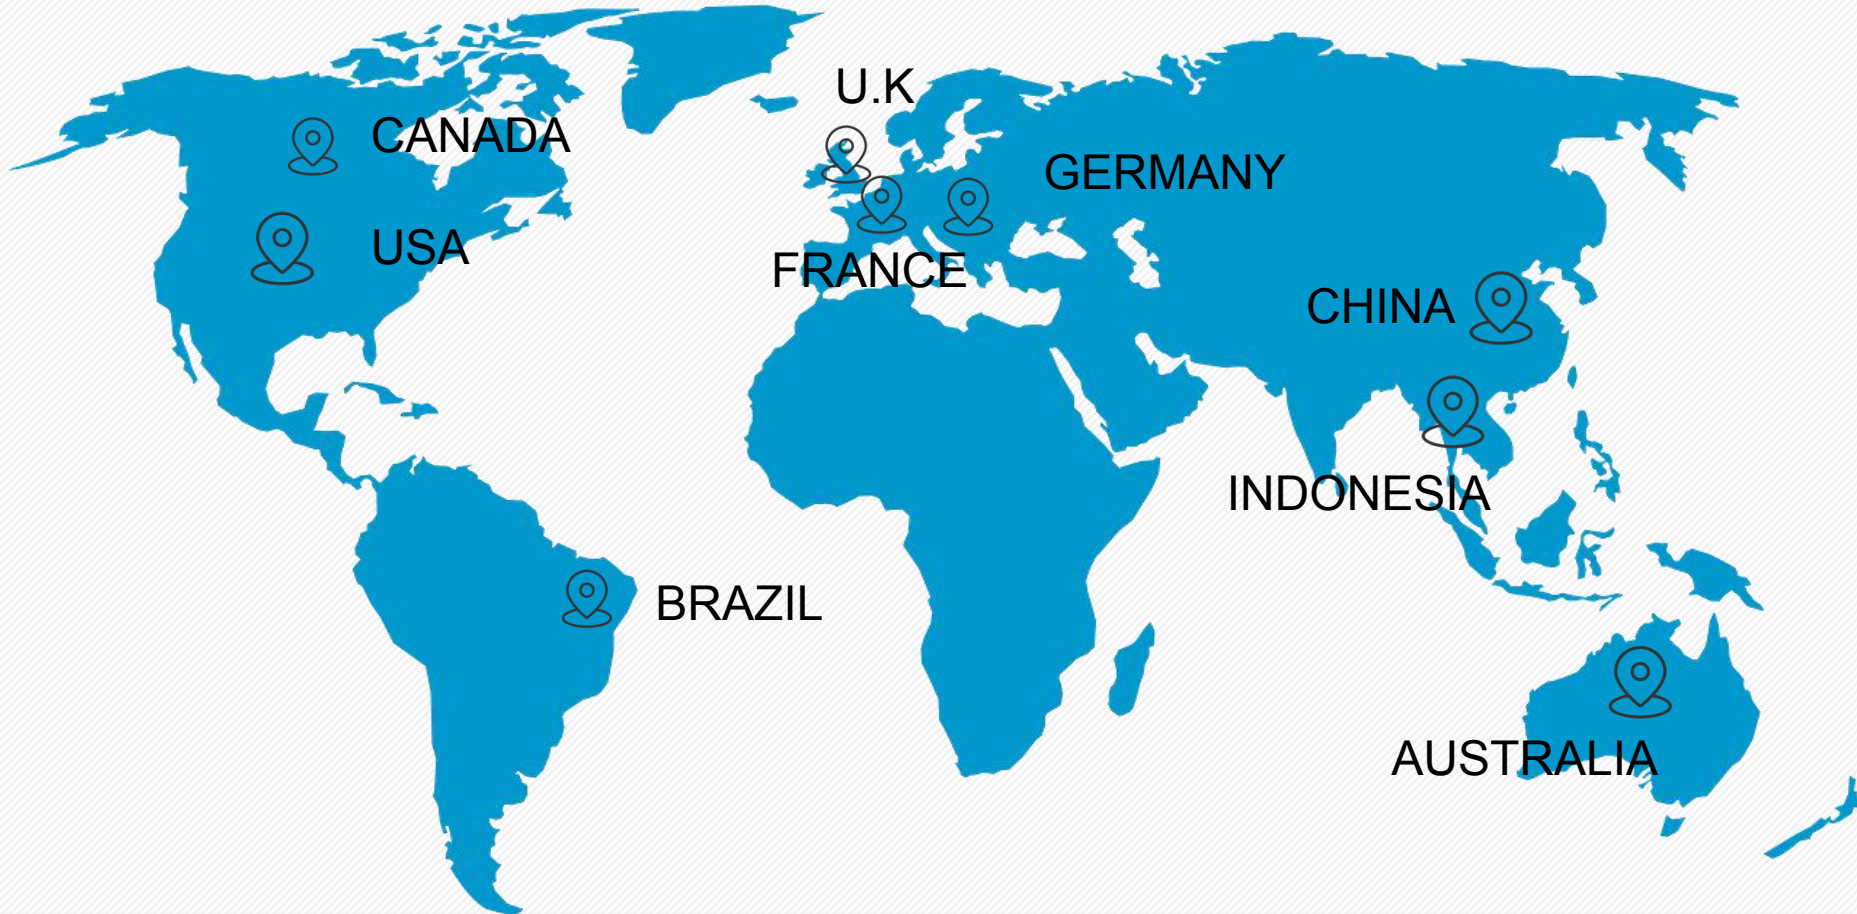 U.K
CANADA
GERMANY
USA
FRANCE
CHINA
INDONESIA
BRAZIL
AUSTRALIA